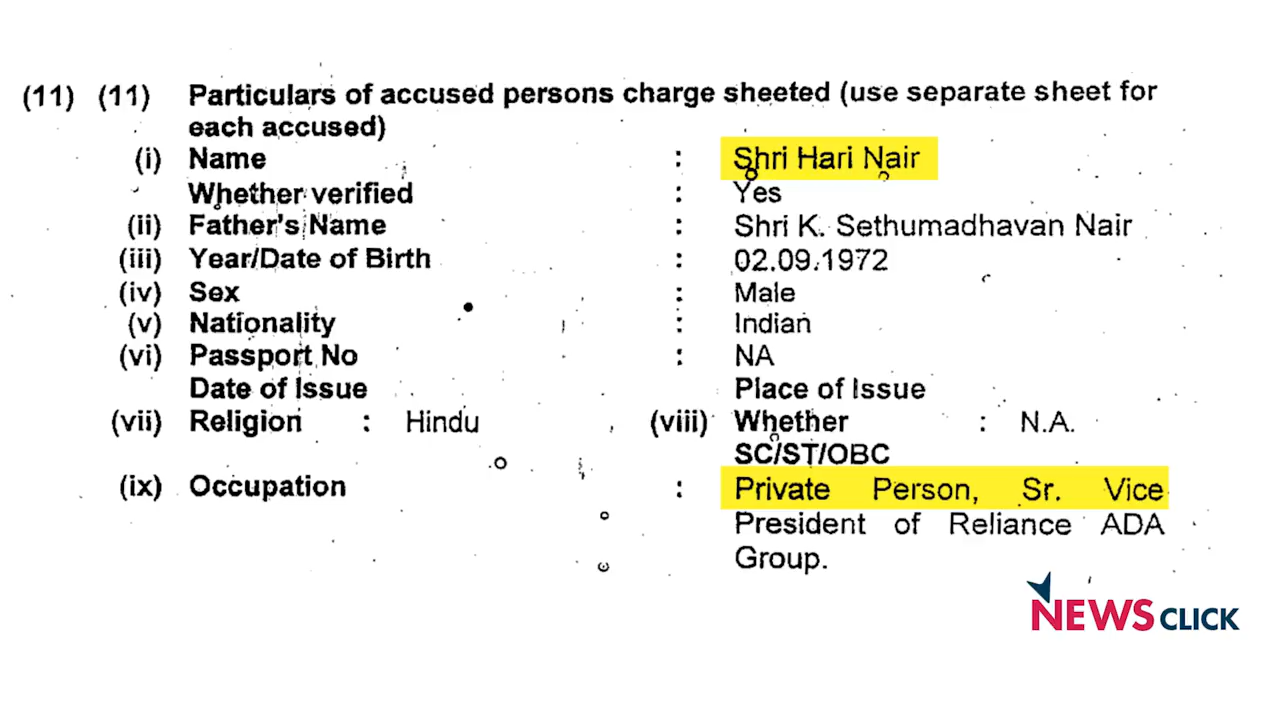 (11) (11) Particulars of accused persons charge sheeted (use separate sheet for
each accused)
(i) Name : Shri Hari Nair
Whether verified : Yes
(ii) Father's Name : Shri K. Sethumadhavan Nair
(iii) Year/Date of Birth : 02.09.1972
(iv) Sex : Male
(v) Nationality : Indian
(vi) Passport No : NA
Date of Issue Place of Issue
(vii) Religion : Hindu (viii) Whether : N.A.
SC/ST/OBC
(ix) Occupation : Private Person, Sr. Vice
President of Reliance ADA
Group.
NEWSCLICK